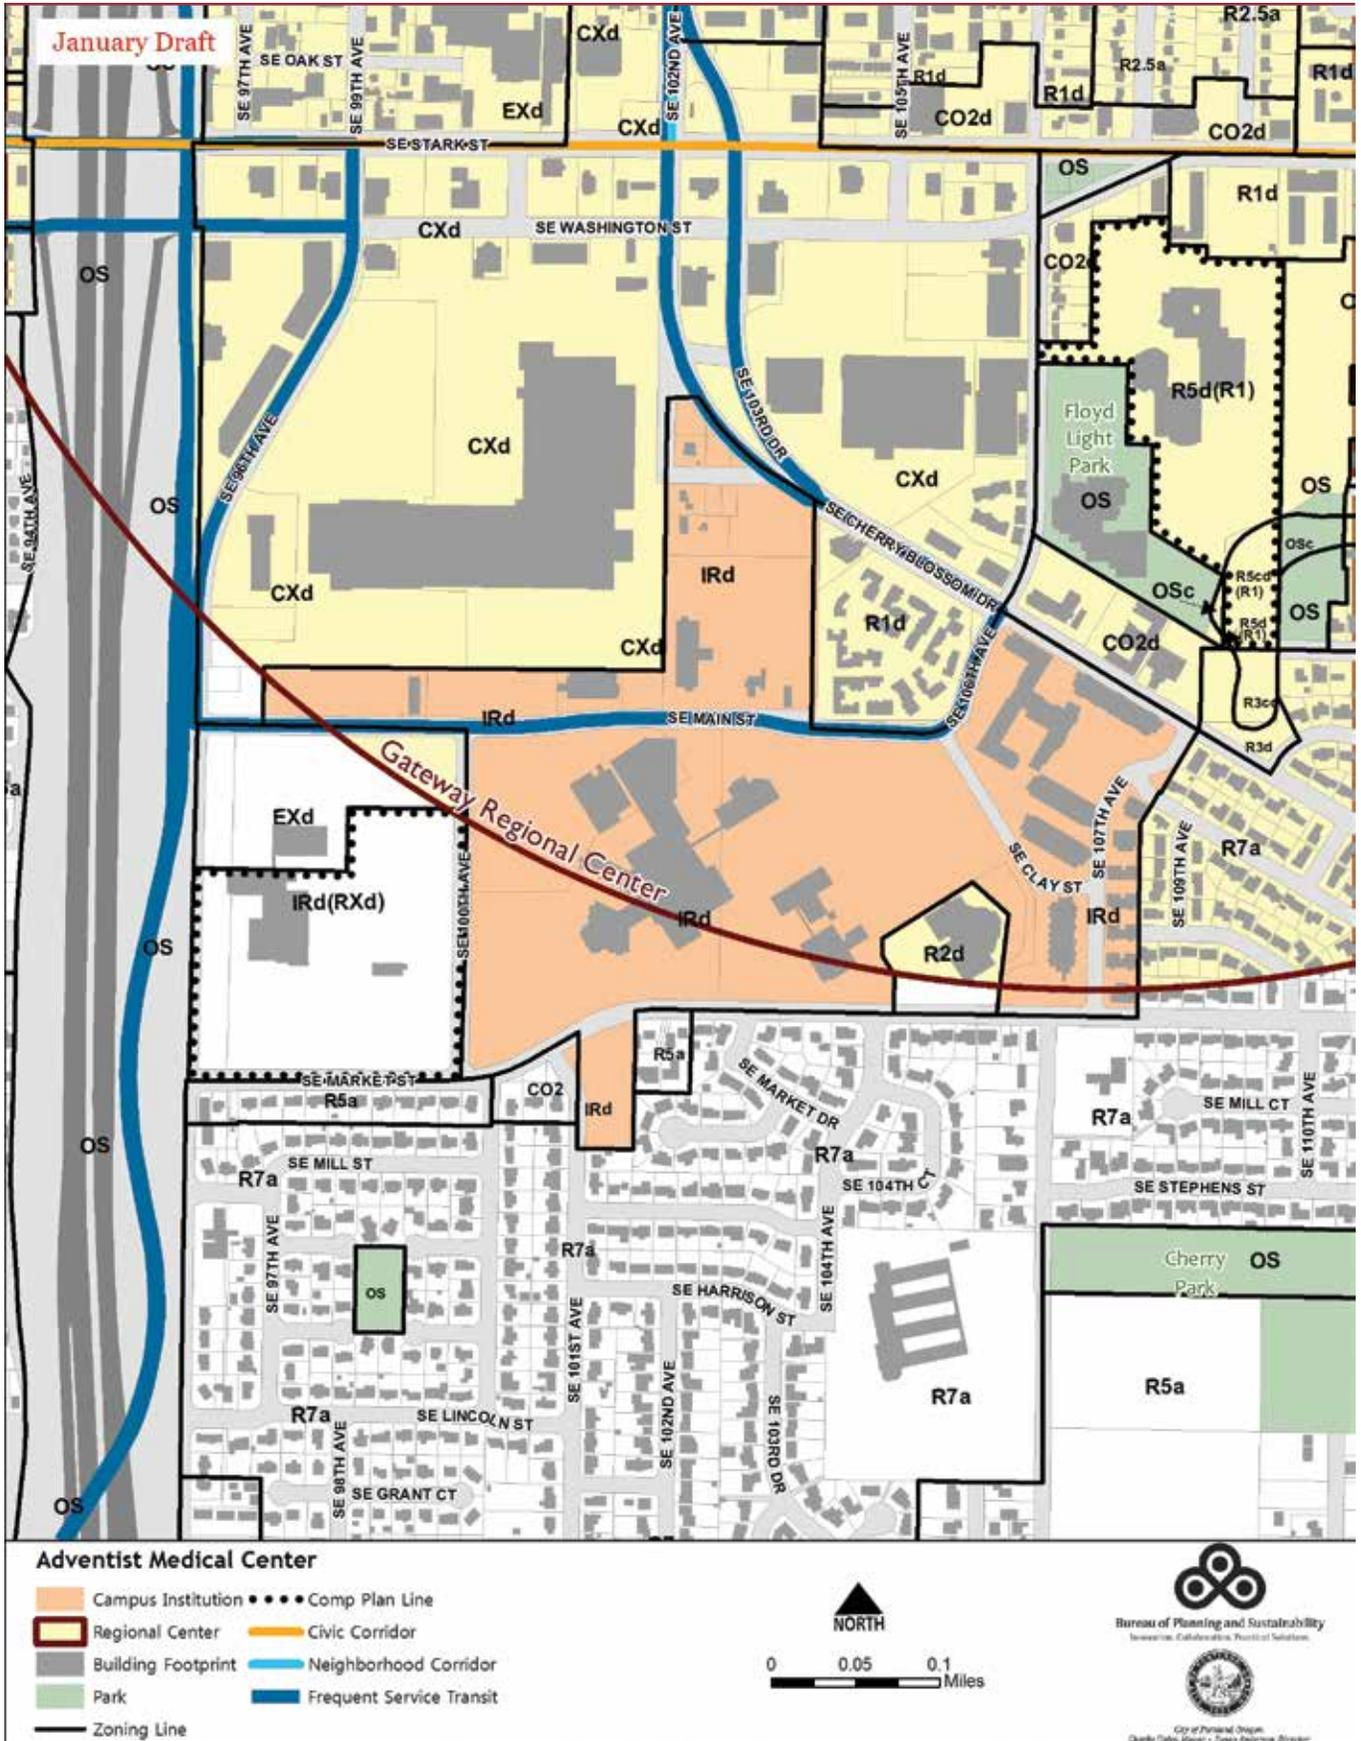 January Draft
SE 97TH AVE
SE OAK ST
SE 99TH AVE
CXd
SE 102ND AVE
SE 105TH AVE
R1d
R2.5a
R2.5a
R1d
R1d
EXd
CXd
CO2d
CO2d
SE STARK ST
OS
R1d
CXd
SE WASHINGTON ST
OS
CO2d
SE 103RD DR
R5d(R1)
Floyd
Light
Park
OS
SE 96TH AVE
CXd
CXd
OS
SE 94TH AVE
OS
SE CHERRY BLOSSOM DR
OSc
IRd
R5cd
(R1)
OSc
CXd
R1d
OS
R5d
(R1)
CXd
CO2d
SE 106TH AVE
R3cd
IRd
SE MAIN ST
R3d
Gateway Regional Center
EXd
SE 107TH AVE
SE 109TH AVE
R7a
SE CLAY ST
SE 100TH AVE
IRd(RXd)
IRd
IRd
OS
R2d
R5a
SE MARKET ST
R5a
CO2
IRd
SE MARKET DR
R7a
SE MILL CT
SE 110TH AVE
OS
SE MILL ST
R7a
R7a
SE 104TH CT
SE STEPHENS ST
SE 97TH AVE
R7a
SE 104TH AVE
Cherry
Park
OS
OS
SE HARRISON ST
SE 101ST AVE
SE 102ND AVE
SE 103RD DR
R7a
R5a
R7a
SE LINCOLN ST
SE 98TH AVE
SE GRANT CT
OS
Adventist Medical Center
Campus Institution
Comp Plan Line
Regional Center
Civic Corridor
Building Footprint
Neighborhood Corridor
Park
Frequent Service Transit
Zoning Line
NORTH
0 0.05 0.1
Miles
Bureau of Planning and Sustainability
Innovation. Collaboration. Practical Solutions.
City of Portland, Oregon